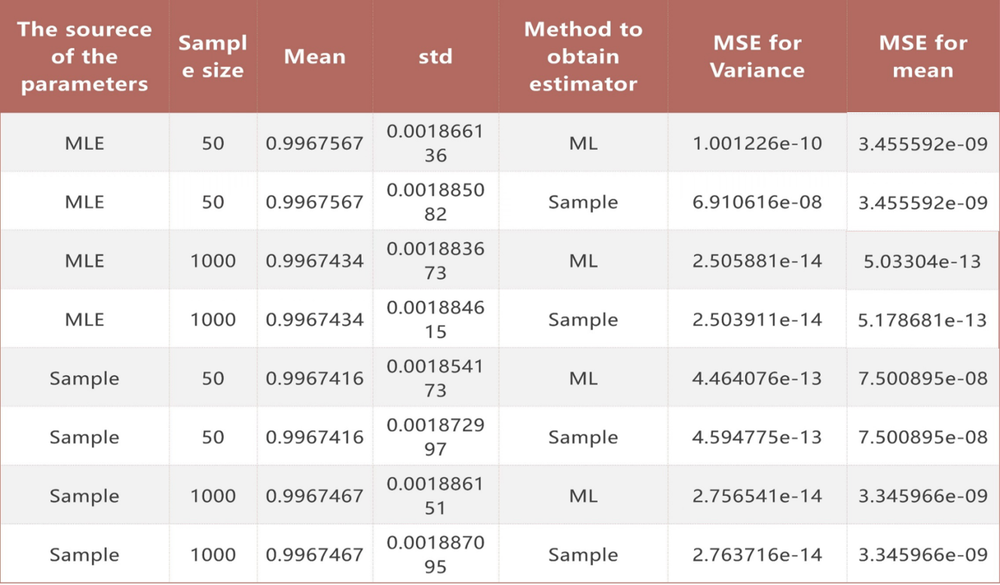 The sourece of the parameters Sampl e size Mean std Method to obtain estimator MSE for Variance MSE for mean
MLE 50 0.9967567 0.0018661 36 ML 1.001226e-10 3.455592e-09
MLE 50 0.9967567 0.0018850 82 Sample 6.910616e-08 3.455592e-09
MLE 1000 0.9967434 0.0018836 73 ML 2.505881e-14 5.03304e-13
MLE 1000 0.9967434 0.0018846 15 Sample 2.503911e-14 5.178681e-13
Sample 50 0.9967416 0.0018541 73 ML 4.464076e-13 7.500895e-08
Sample 50 0.9967416 0.0018729 97 Sample 4.594775e-13 7.500895e-08
Sample 1000 0.9967467 0.0018861 51 ML 2.756541e-14 3.345966e-09
Sample 1000 0.9967467 0.0018870 95 Sample 2.763716e-14 3.345966e-09